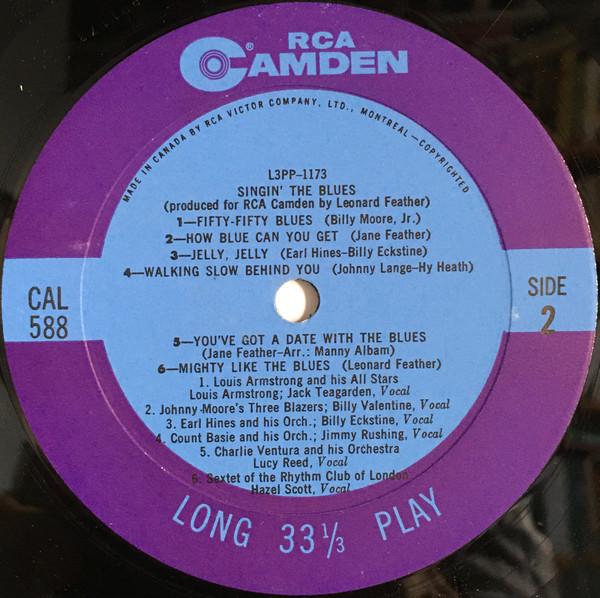 RCA
CAMDEN®
MADE IN CANADA BY RCA VICTOR COMPANY, LTD., MONTREAL—COPYRIGHTED
L3PP-1173
SINGIN' THE BLUES
(produced for RCA Camden by Leonard Feather)
1—FIFTY-FIFTY BLUES (Billy Moore, Jr.)
2—HOW BLUE CAN YOU GET (Jane Feather)
3—JELLY, JELLY (Earl Hines-Billy Eckstine)
4—WALKING SLOW BEHIND YOU (Johnny Lange-Hy Heath)
CAL
588
SIDE
2
5—YOU'VE GOT A DATE WITH THE BLUES
(Jane Feather-Arr.: Manny Albam)
6—MIGHTY LIKE THE BLUES (Leonard Feather)
1. Louis Armstrong and his All Stars
Louis Armstrong; Jack Teagarden, Vocal
2. Johnny Moore's Three Blazers; Billy Valentine, Vocal
3. Earl Hines and his Orch.; Billy Eckstine, Vocal
4. Count Basie and his Orch.; Jimmy Rushing, Vocal
5. Charlie Ventura and his Orchestra
Lucy Reed, Vocal
6. Sextet of the Rhythm Club of London
Hazel Scott, Vocal
LONG 33 1/3 PLAY